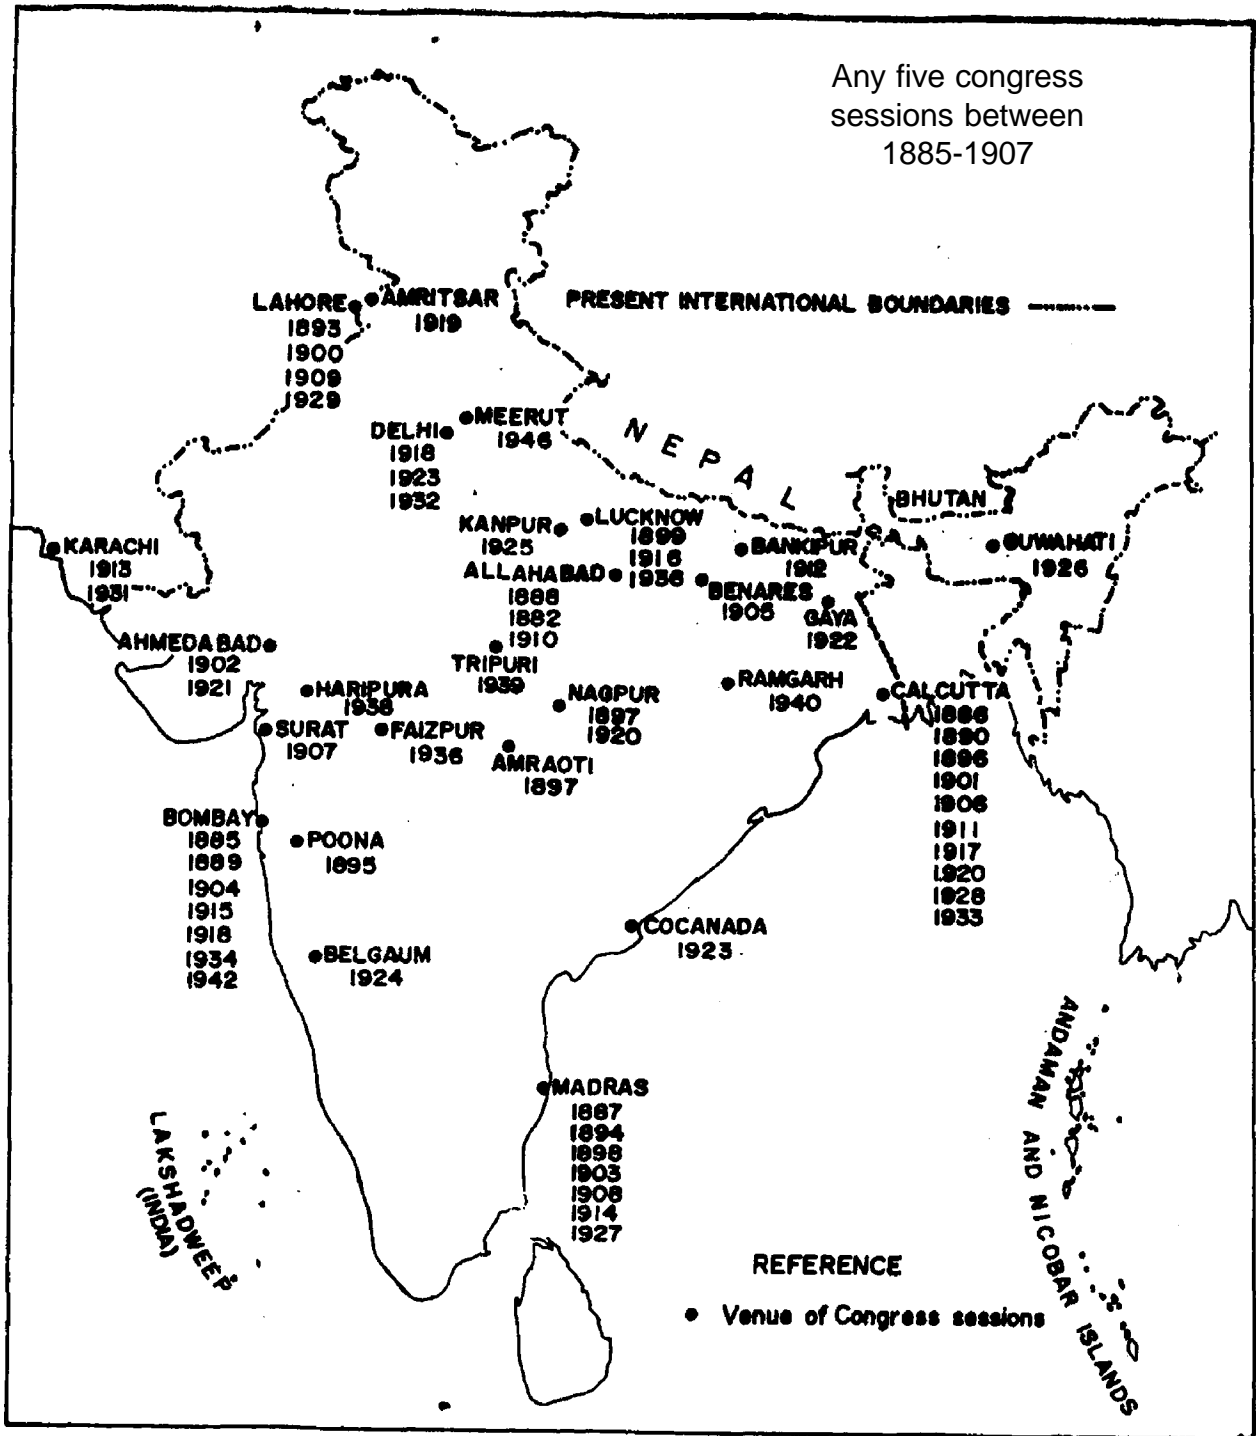 Any five congress
sessions between
1885-1907
LAHORE
1893
1900
1909
1929
AMRITSAR
1919
PRESENT INTERNATIONAL BOUNDARIES
MEERUT
1946
DELHI
1918
1923
1932
NEPAL
BHUTAN
KANPUR
1925
LUCKNOW
1899
1916
1936
BANKIPUR
1912
GUWAHATI
1926
KARACHI
1913
1931
ALLAHABAD
1888
1882
1910
BENARES
1905
GAYA
1922
AHMEDABAD
1902
1921
TRIPURI
1939
HARIPURA
1938
NAGPUR
1897
1920
RAMGARH
1940
CALCUTTA
1886
1890
1896
1901
1906
1911
1917
1920
1928
1933
SURAT
1907
FAIZPUR
1936
AMRAOTI
1897
BOMBAY
1885
1889
1904
1915
1918
1934
1942
POONA
1895
COCANADA
1923
BELGAUM
1924
MADRAS
1887
1894
1898
1903
1908
1914
1927
LAKSHADWEEP
(INDIA)
ANDAMAN AND NICOBAR ISLANDS
REFERENCE
Venue of Congress sessions